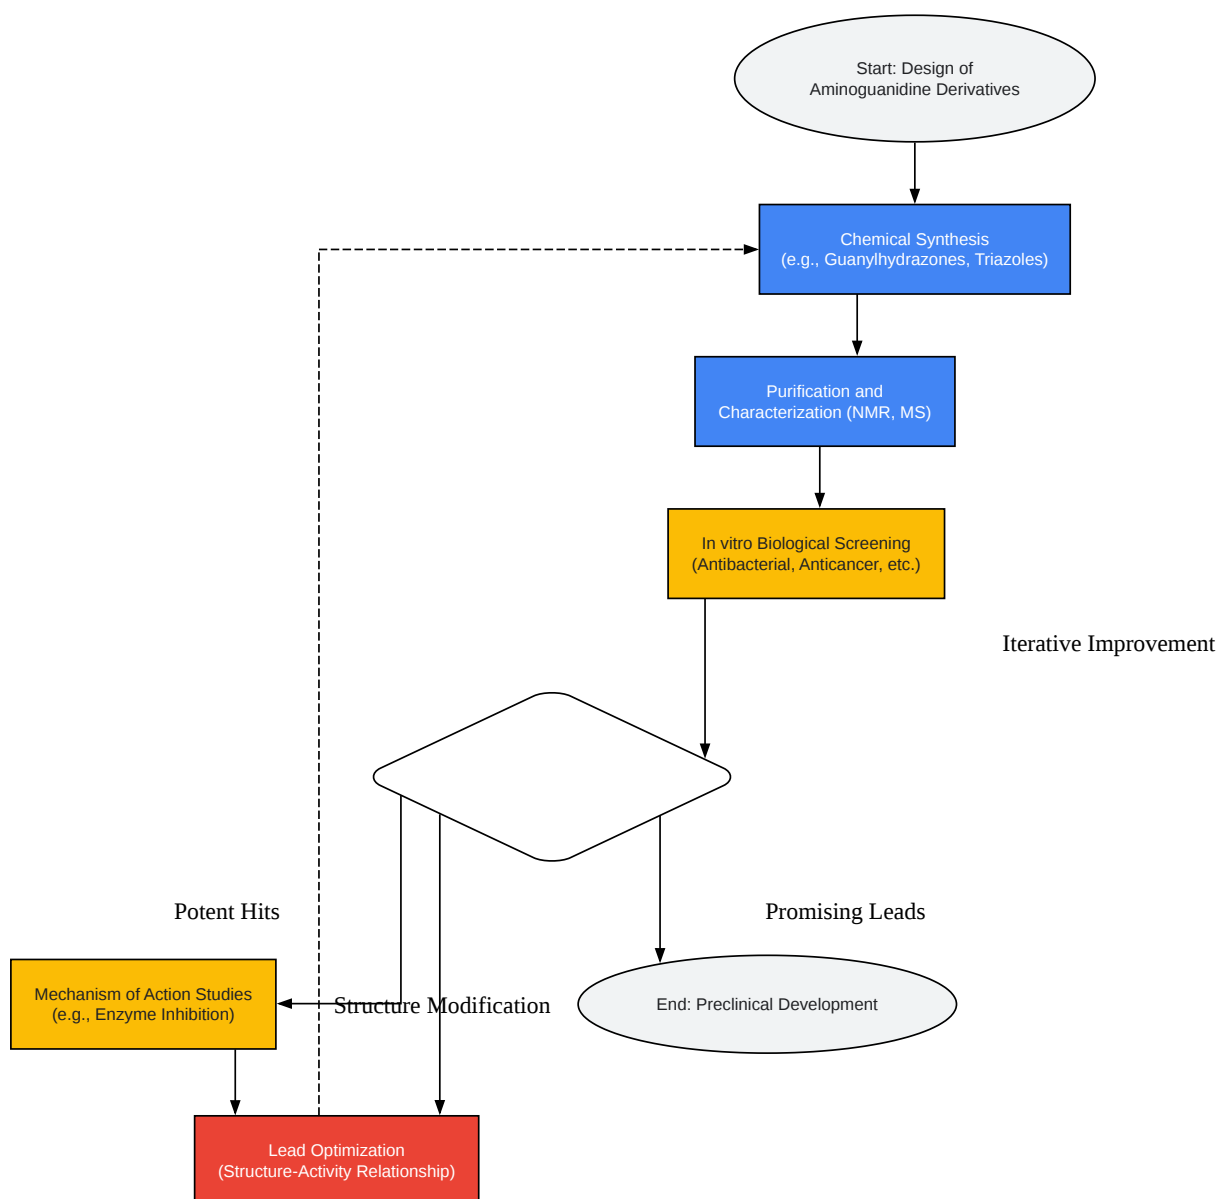 Start: Design of
Aminoguanidine Derivatives
Chemical Synthesis
(e.g., Guanylhydrazones, Triazoles)
Purification and
Characterization (NMR, MS)
In vitro Biological Screening
(Antibacterial, Anticancer, etc.)
Iterative Improvement
Potent Hits
Promising Leads
Mechanism of Action Studies
(e.g., Enzyme Inhibition)
Structure Modification
End: Preclinical Development
Lead Optimization
(Structure-Activity Relationship)